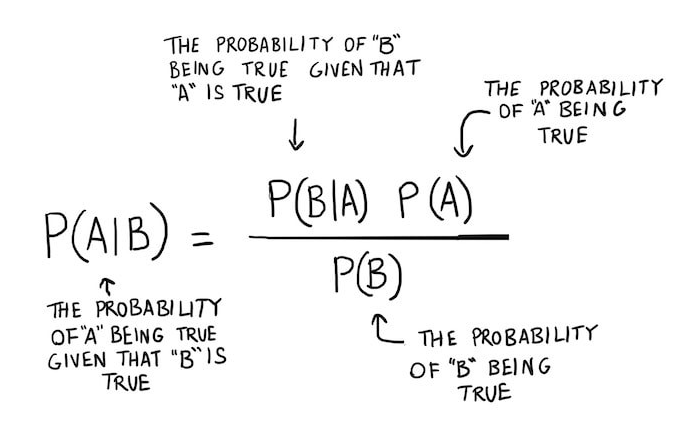 THE PROBABILITY OF "B"
BEING TRUE GIVEN THAT
"A" IS TRUE
THE PROBABILITY
OF "A" BEING
TRUE
P(A|B) = P(B|A) P(A)
P(B)
THE PROBABILITY
OF "A" BEING TRUE
GIVEN THAT "B" IS
TRUE
THE PROBABILITY
OF "B" BEING
TRUE